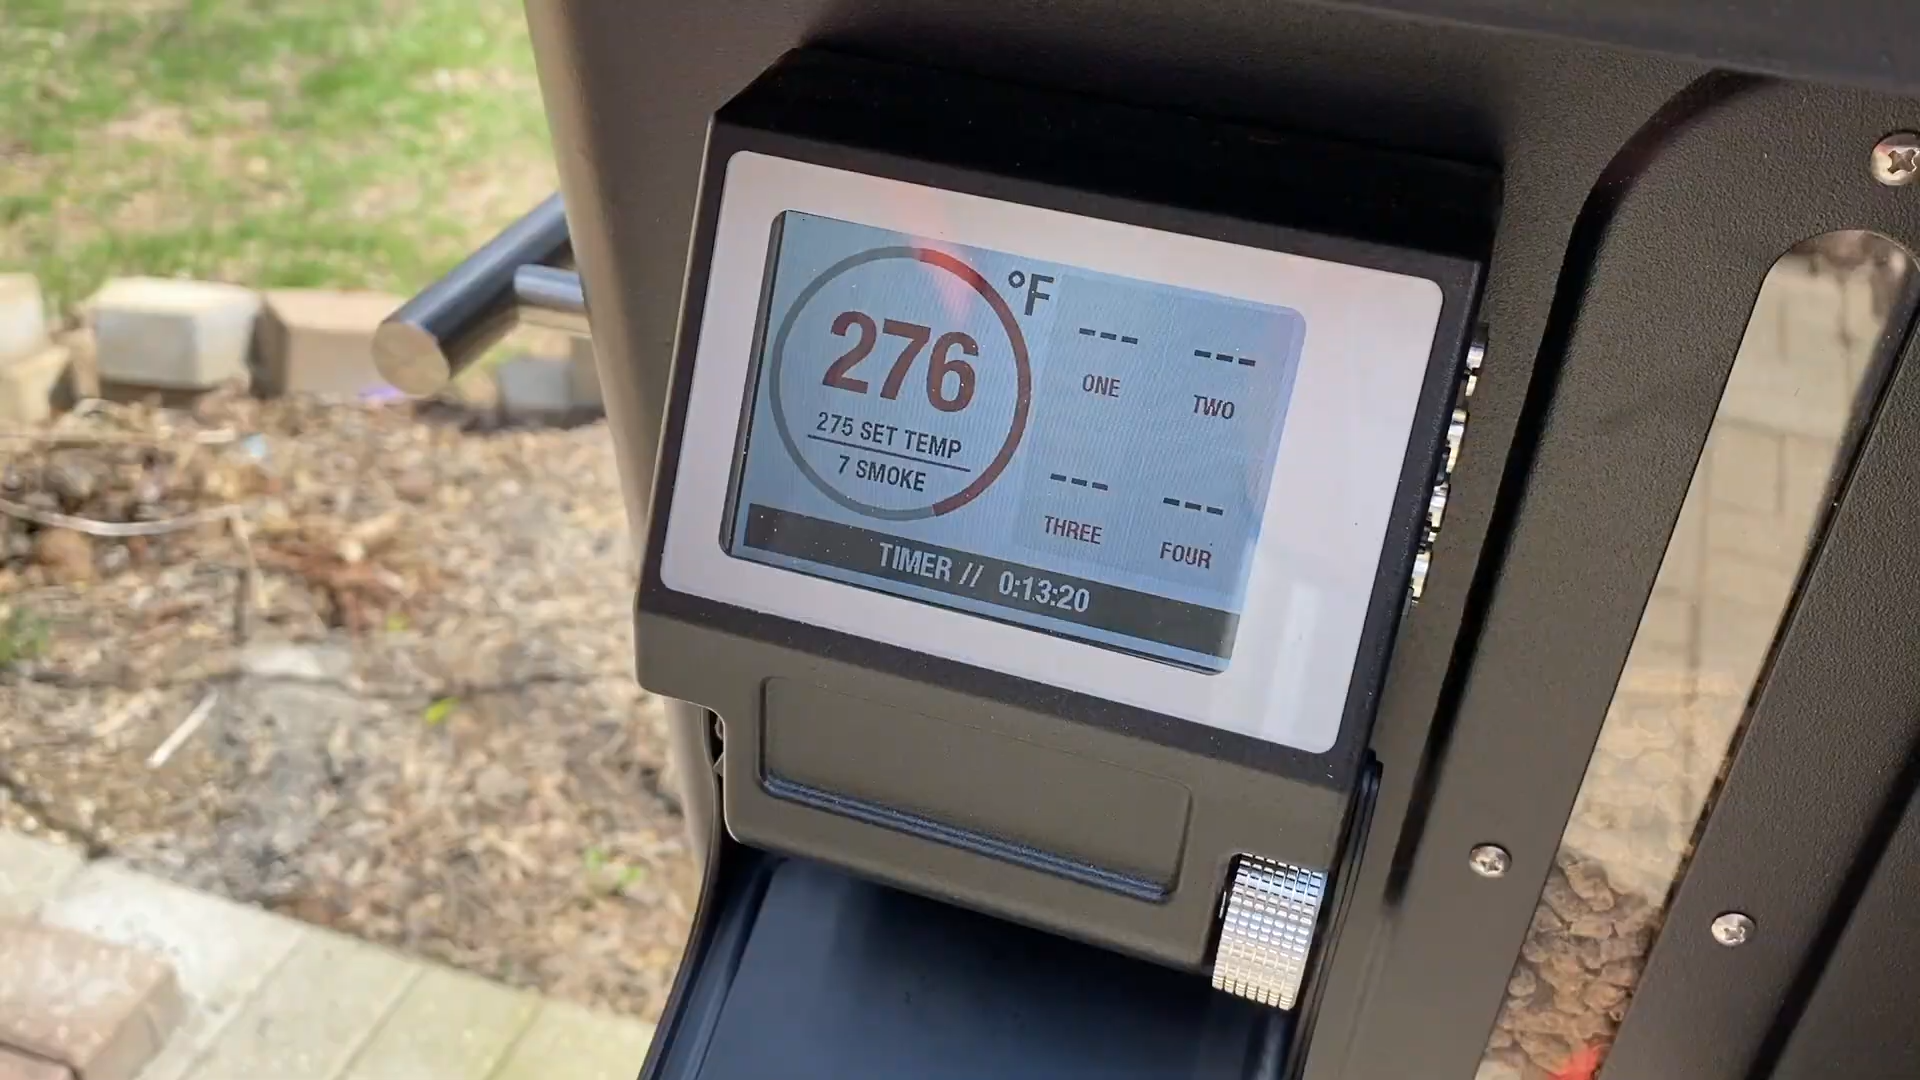 °F
276
275 SET TEMP
7 SMOKE
---
ONE
---
TWO
---
THREE
---
FOUR
TIMER // 0:13:20